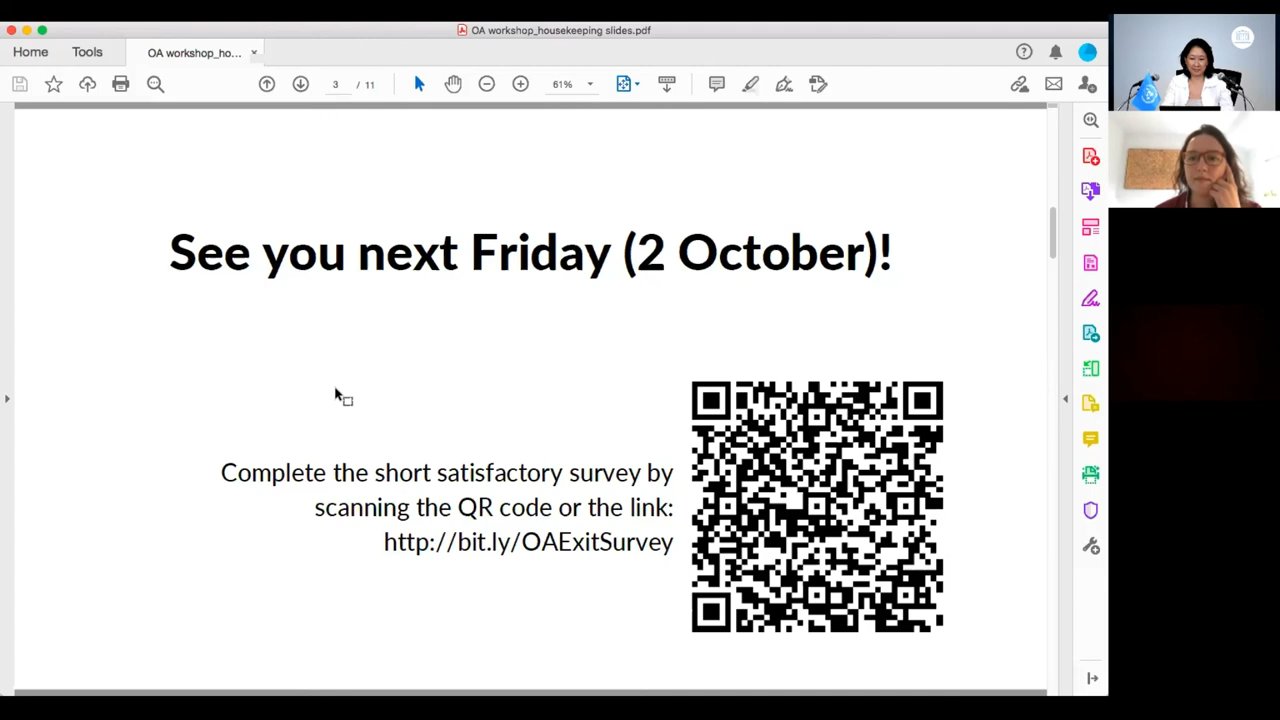 OA workshop_housekeeping slides.pdf
Home
Tools
OA workshop_ho...
3 / 11
61%
See you next Friday (2 October)!
Complete the short satisfactory survey by
scanning the QR code or the link:
http://bit.ly/OAExitSurvey